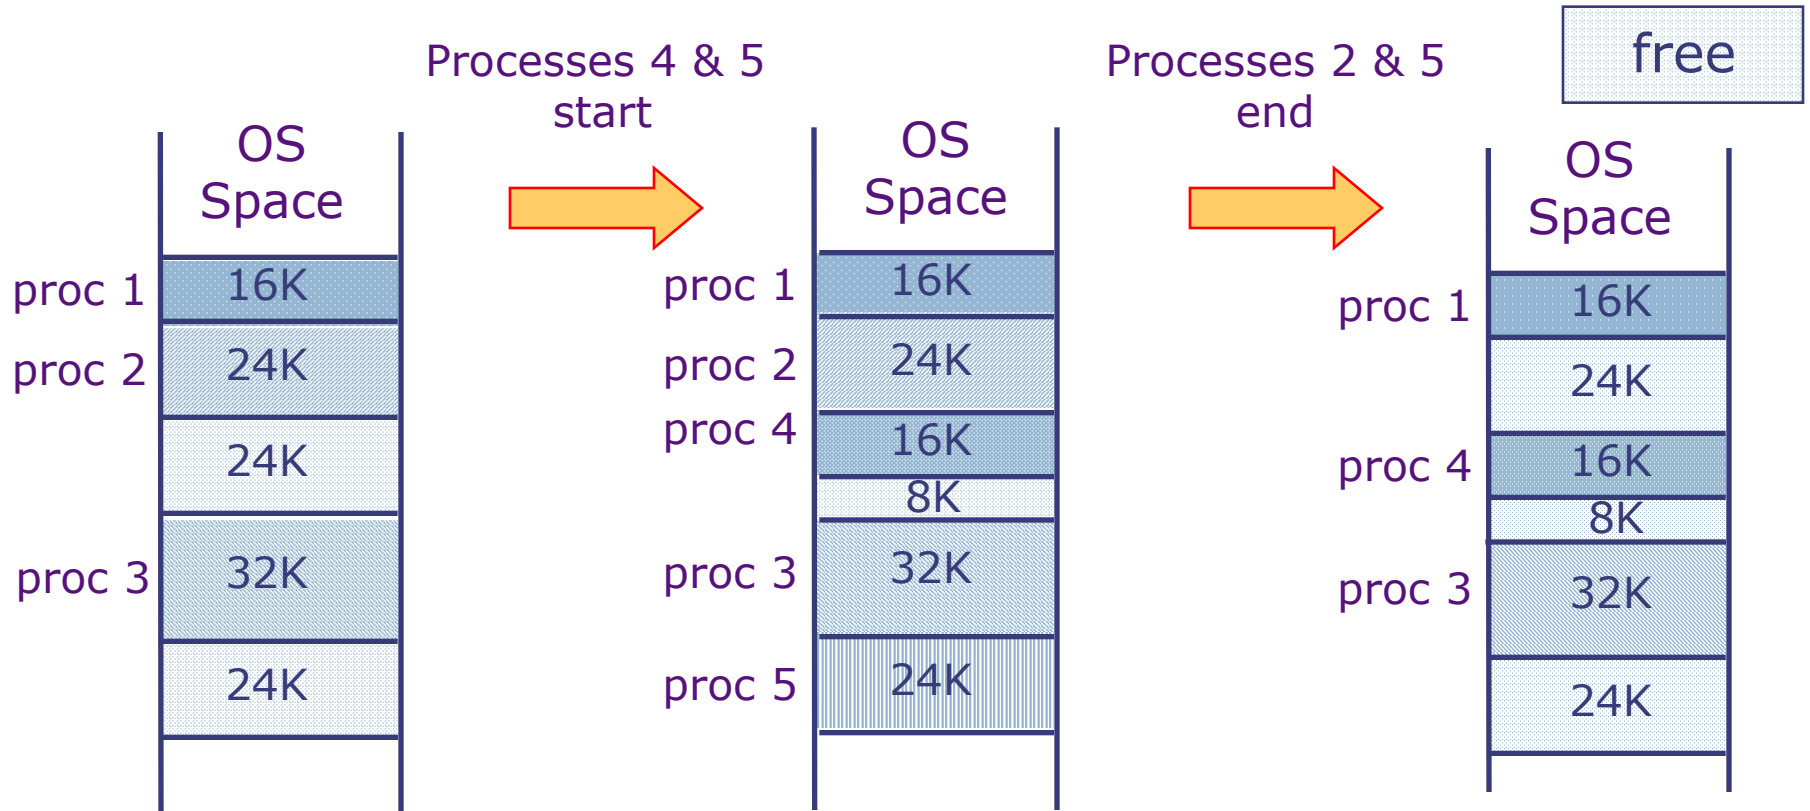 Processes 4 & 5
start
Processes 2 & 5
end
free
OS
Space
proc 1 16K
proc 2 24K
24K
proc 3 32K
24K
OS
Space
proc 1 16K
proc 2 24K
proc 4 16K
8K
proc 3 32K
proc 5 24K
OS
Space
proc 1 16K
24K
proc 4 16K
8K
proc 3 32K
24K